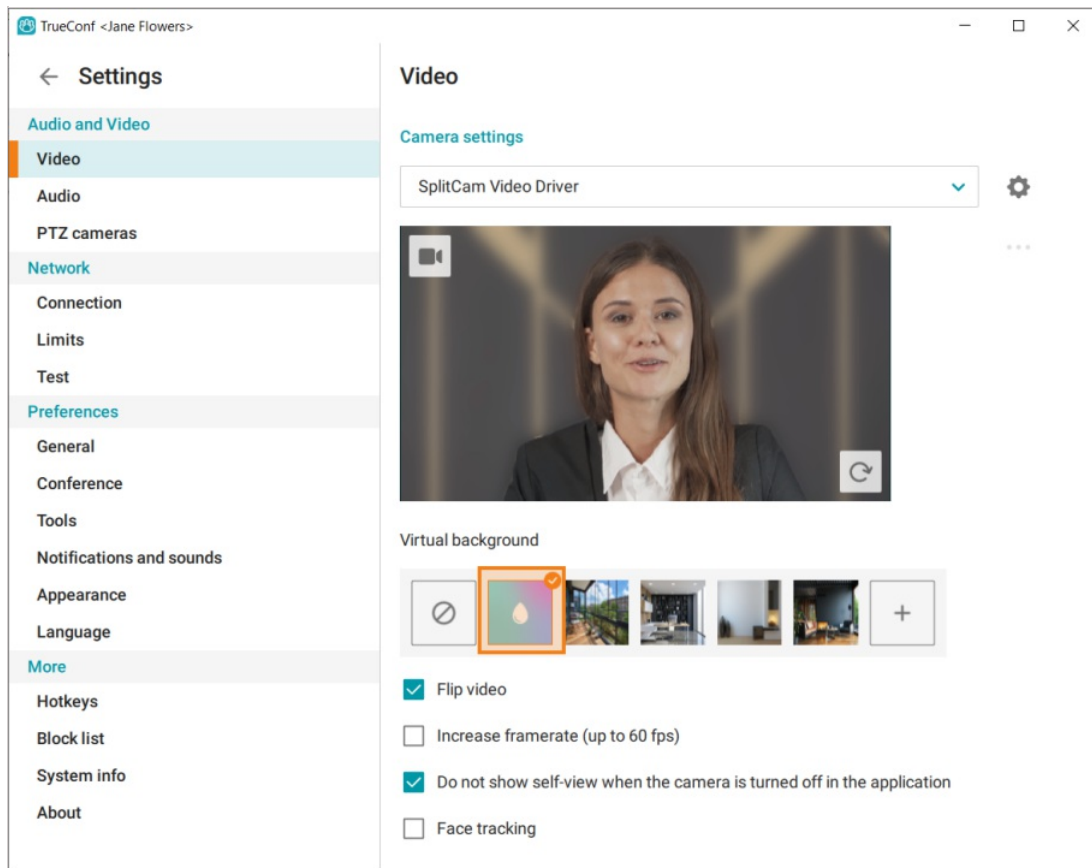 TrueConf <Jane Flowers>
Settings
Audio and Video
Video
Audio
PTZ cameras
Network
Connection
Limits
Test
Preferences
General
Conference
Tools
Notifications and sounds
Appearance
Language
More
Hotkeys
Block list
System info
About
Video
Camera settings
SplitCam Video Driver
Virtual background
Flip video
Increase framerate (up to 60 fps)
Do not show self-view when the camera is turned off in the application
Face tracking